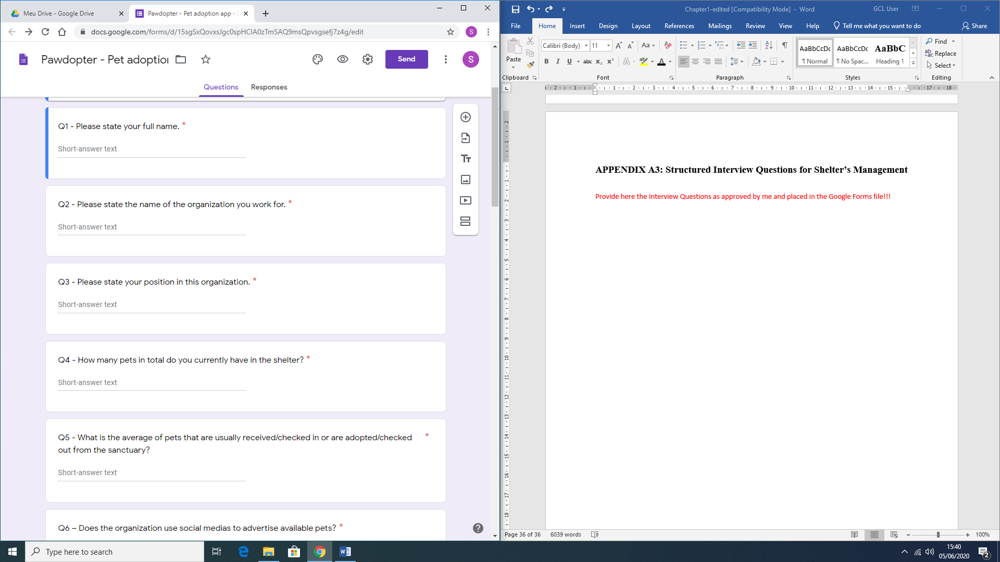 Meu Drive - Google Drive
Pawdopter - Pet adoption app -
docs.google.com/forms/d/15sgSxQovxsJgc0spHCIA0zTmSAQ9msQpvsgsefj7z4g/edit
S
Pawdopter - Pet adoption
Send
S
Questions
Responses
Q1 - Please state your full name. *
Short-answer text
Q2 - Please state the name of the organization you work for. *
Short-answer text
Q3 - Please state your position in this organization. *
Short-answer text
Q4 - How many pets in total do you currently have in the shelter? *
Short-answer text
Q5 - What is the average of pets that are usually received/checked in or are adopted/checked *
out from the sanctuary?
Short-answer text
Q6 – Does the organization use social medias to advertise available pets? *
Chapter1-edited [Compatibility Mode] - Word
GCL User
File Home Insert Design Layout References Mailings Review View Help Tell me what you want to do Share
Paste
Clipboard
Calibri (Body) 11
Font
Paragraph
AaBbCcDc AaBbCcDc AaBbC
¶ Normal ¶ No Spac... Heading 1
Styles
Find
Replace
Select
Editing
APPENDIX A3: Structured Interview Questions for Shelter’s Management
Provide here the Interview Questions as approved by me and placed in the Google Forms file!!!
Page 36 of 36 6039 words
100%
Type here to search
15:40
05/06/2020
2